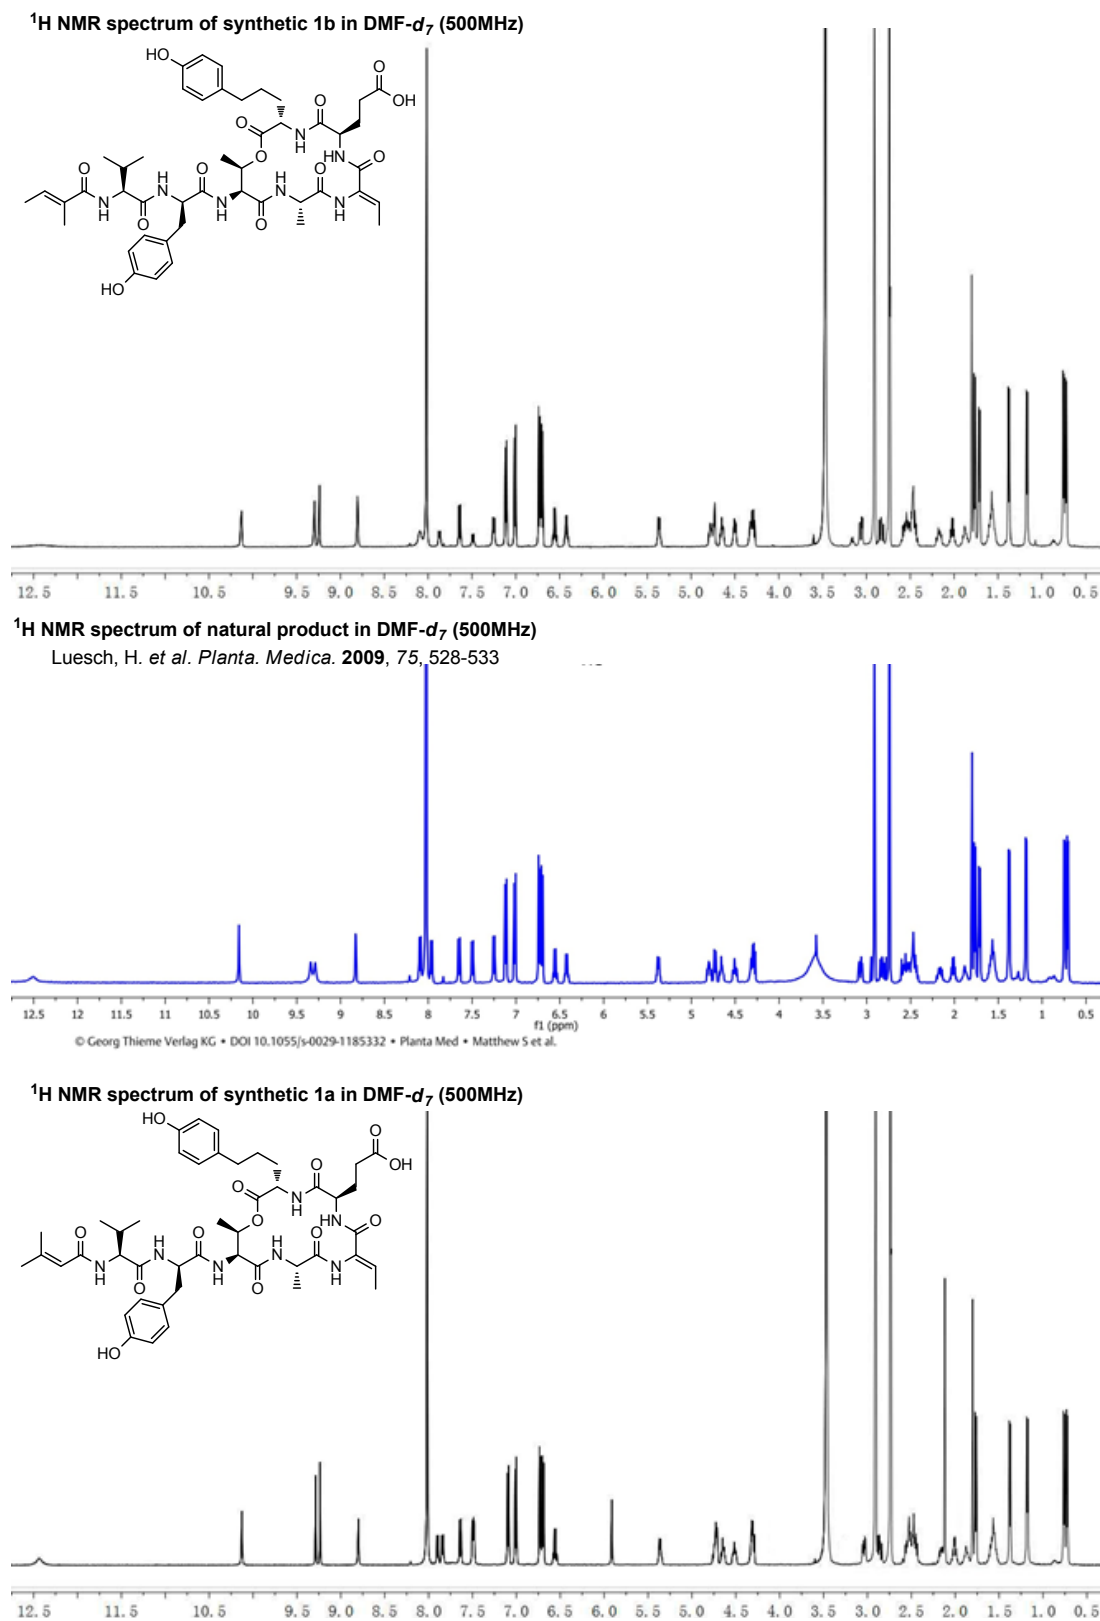 ¹H NMR spectrum of synthetic 1b in DMF-d₇ (500MHz)
HO
O
OH
O
O
N
H
O
HN
O
O
O
N
H
H
N
O
O
N
H
O
H
N
O
N
H
O
HO
12.5 11.5 10.5 9.5 9.0 8.5 8.0 7.5 7.0 6.5 6.0 5.5 5.0 4.5 4.0 3.5 3.0 2.5 2.0 1.5 1.0 0.5
¹H NMR spectrum of natural product in DMF-d₇ (500MHz)
Luesch, H. et al. Planta. Medica. 2009, 75, 528-533
12.5 12 11.5 11 10.5 10 9.5 9 8.5 8 7.5 7 6.5 6 5.5 5 4.5 4 3.5 3 2.5 2 1.5 1 0.5
f1 (ppm)
© Georg Thieme Verlag KG • DOI 10.1055/s-0029-1185332 • Planta Med • Matthew S et al.
¹H NMR spectrum of synthetic 1a in DMF-d₇ (500MHz)
HO
O
OH
O
O
N
H
O
HN
O
O
O
N
H
H
N
O
O
N
H
O
H
N
O
N
H
O
HO
12.5 11.5 10.5 9.5 9.0 8.5 8.0 7.5 7.0 6.5 6.0 5.5 5.0 4.5 4.0 3.5 3.0 2.5 2.0 1.5 1.0 0.5